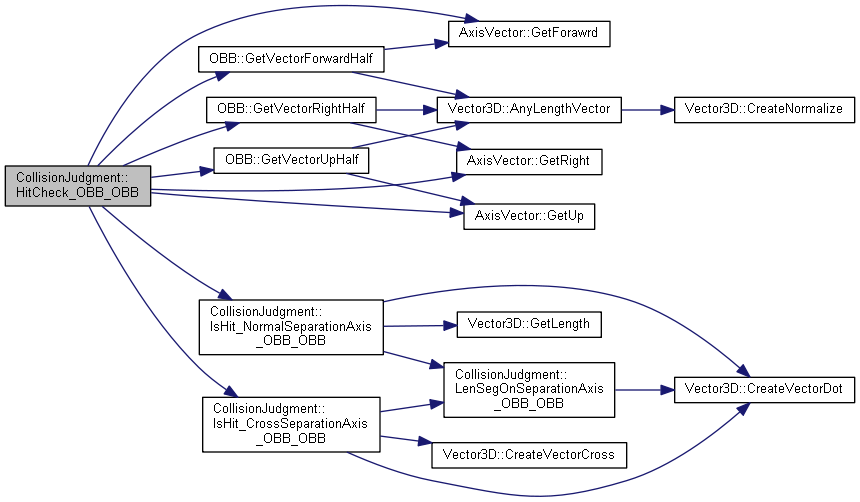 AxisVector::GetForawrd
OBB::GetVectorForwardHalf
OBB::GetVectorRightHalf
Vector3D::AnyLengthVector
Vector3D::CreateNormalize
OBB::GetVectorUpHalf
AxisVector::GetRight
CollisionJudgment::
HitCheck_OBB_OBB
AxisVector::GetUp
CollisionJudgment::
IsHit_NormalSeparationAxis
_OBB_OBB
Vector3D::GetLength
CollisionJudgment::
LenSegOnSeparationAxis
_OBB_OBB
Vector3D::CreateVectorDot
CollisionJudgment::
IsHit_CrossSeparationAxis
_OBB_OBB
Vector3D::CreateVectorCross